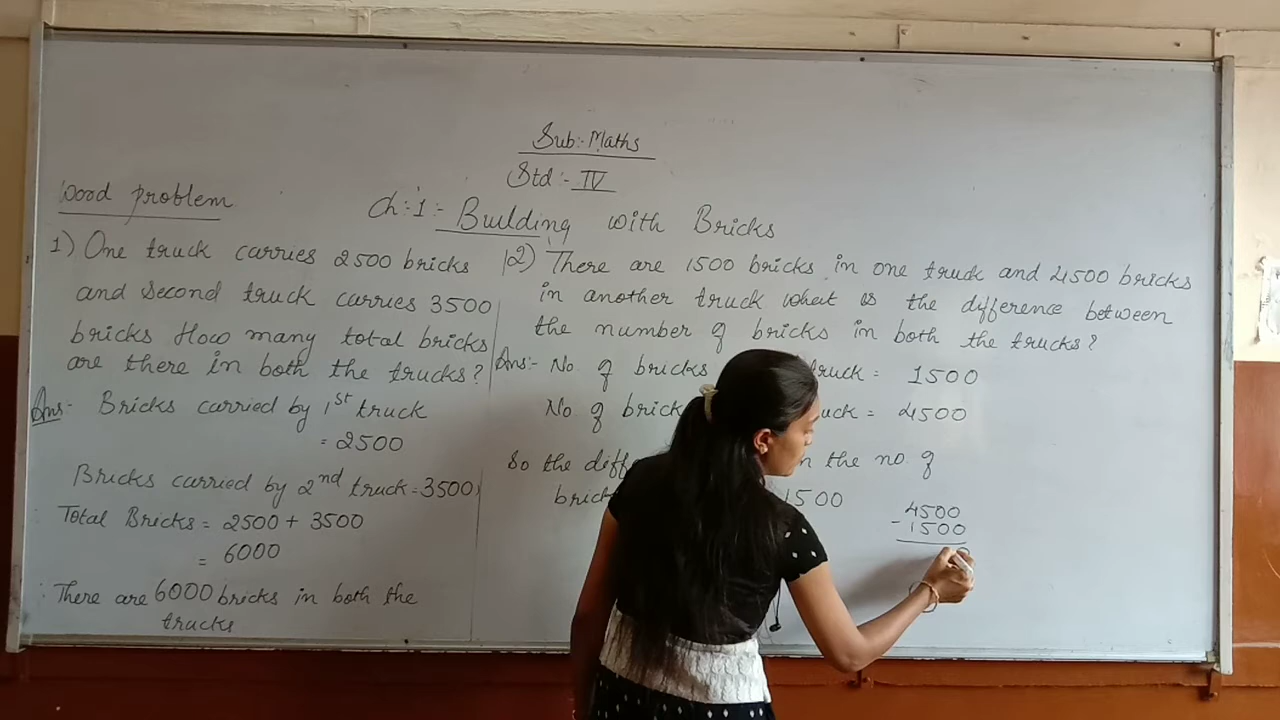 Sub:- Maths
Std :- IV
Word problem
Ch:1:- Building with Bricks
1) One truck carries 2500 bricks
and second truck carries 3500
bricks How many total bricks
are there in both the trucks?
Ans:- Bricks carried by 1st truck
= 2500
Bricks carried by 2nd truck = 3500
Total Bricks = 2500 + 3500
= 6000
There are 6000 bricks in both the
trucks
2) There are 1500 bricks in one truck and 4500 bricks
in another truck what is the difference between
the number of bricks in both the trucks?
Ans:- No. of bricks truck = 1500
No. of = 4500
So the the no. of
1500
4500
- 1500